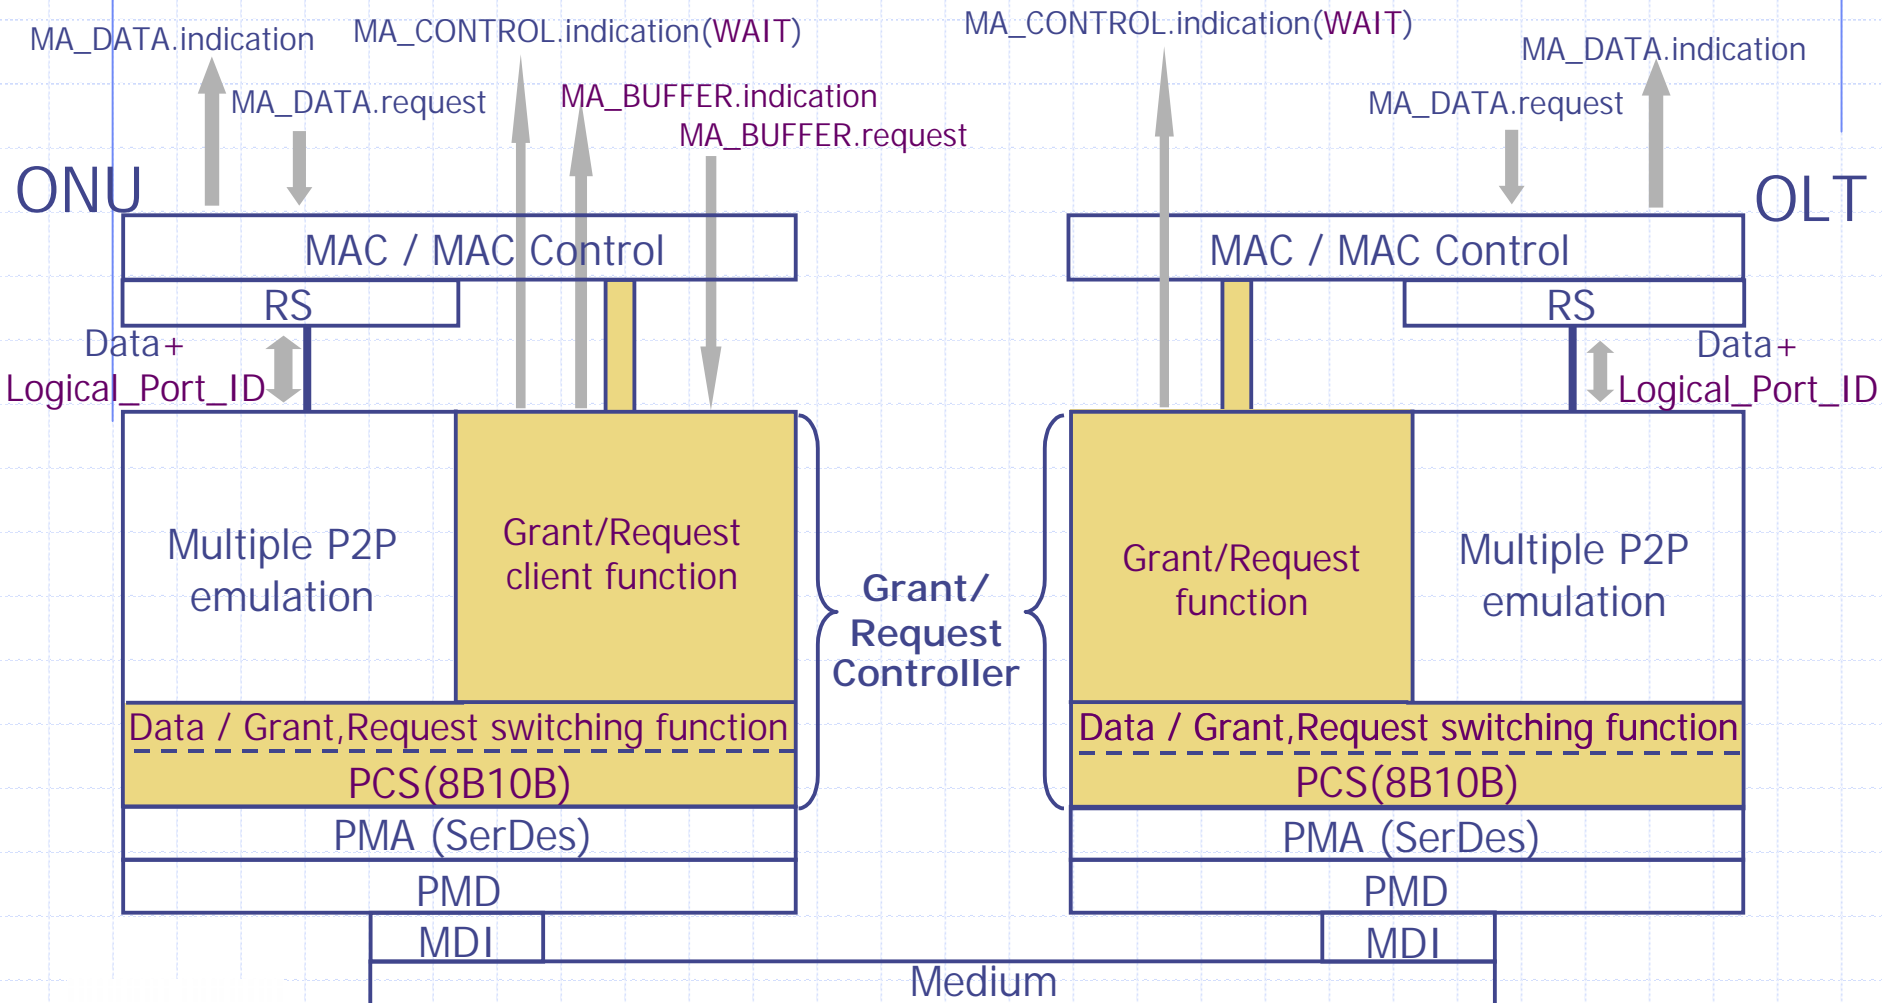 MA_DATA.indication
MA_CONTROL.indication(WAIT)
MA_CONTROL.indication(WAIT)
MA_DATA.indication
MA_DATA.request
MA_BUFFER.indication
MA_BUFFER.request
MA_DATA.request
ONU
OLT
MAC / MAC Control
RS
Data+
Logical_Port_ID
Multiple P2P
emulation
Grant/Request
client function
Data / Grant,Request switching function
PCS(8B10B)
PMA (SerDes)
PMD
MDI
Grant/
Request
Controller
MAC / MAC Control
RS
Data+
Logical_Port_ID
Grant/Request
function
Multiple P2P
emulation
Data / Grant,Request switching function
PCS(8B10B)
PMA (SerDes)
PMD
MDI
Medium